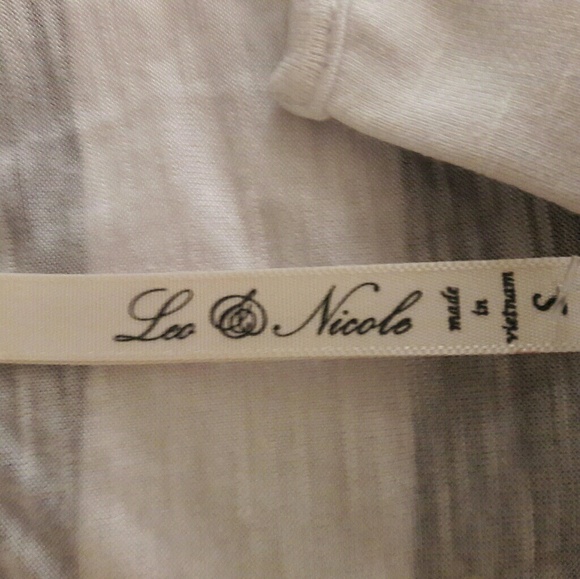 Leo & Nicole
made
in
vietnam